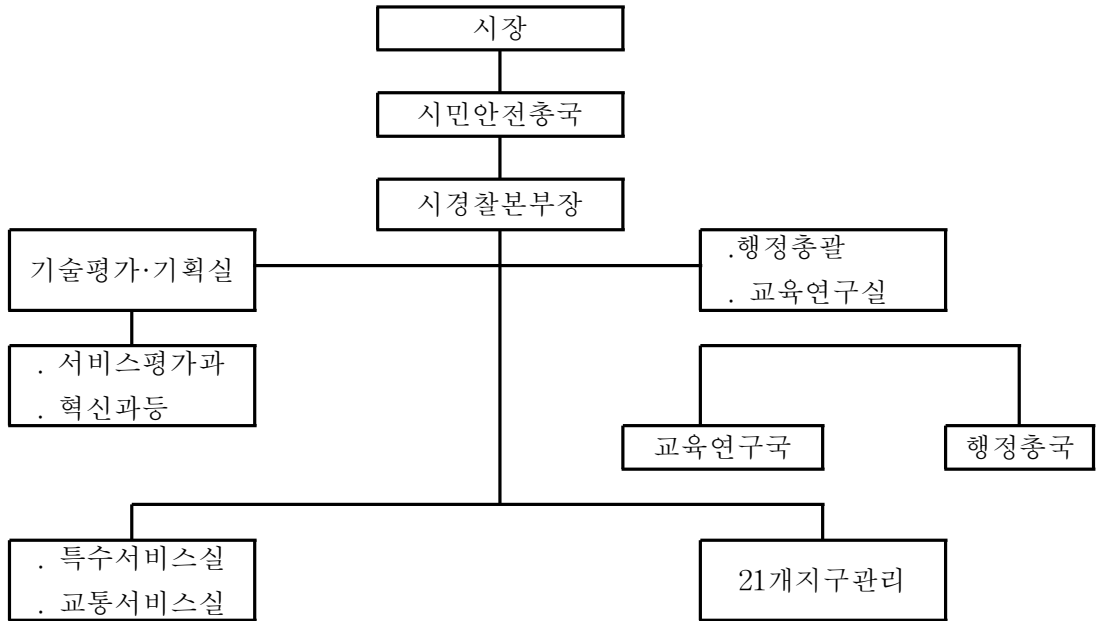 시장
시민안전총국
시경찰본부장
기술평가·기획실
.행정총괄
. 교육연구실
. 서비스평가과
. 혁신과등
교육연구국
행정총국
. 특수서비스실
. 교통서비스실
21개지구관리